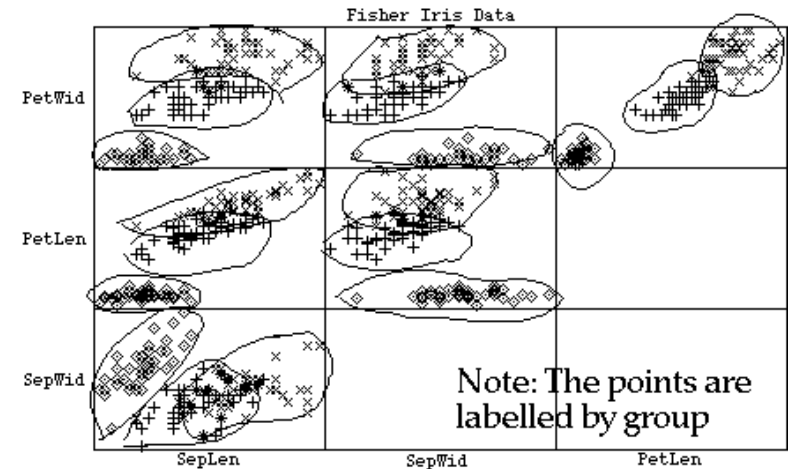 Fisher Iris Data
PetWid
PetLen
SepWid
Note: The points are
labelled by group
SepLen
SepWid
PetLen